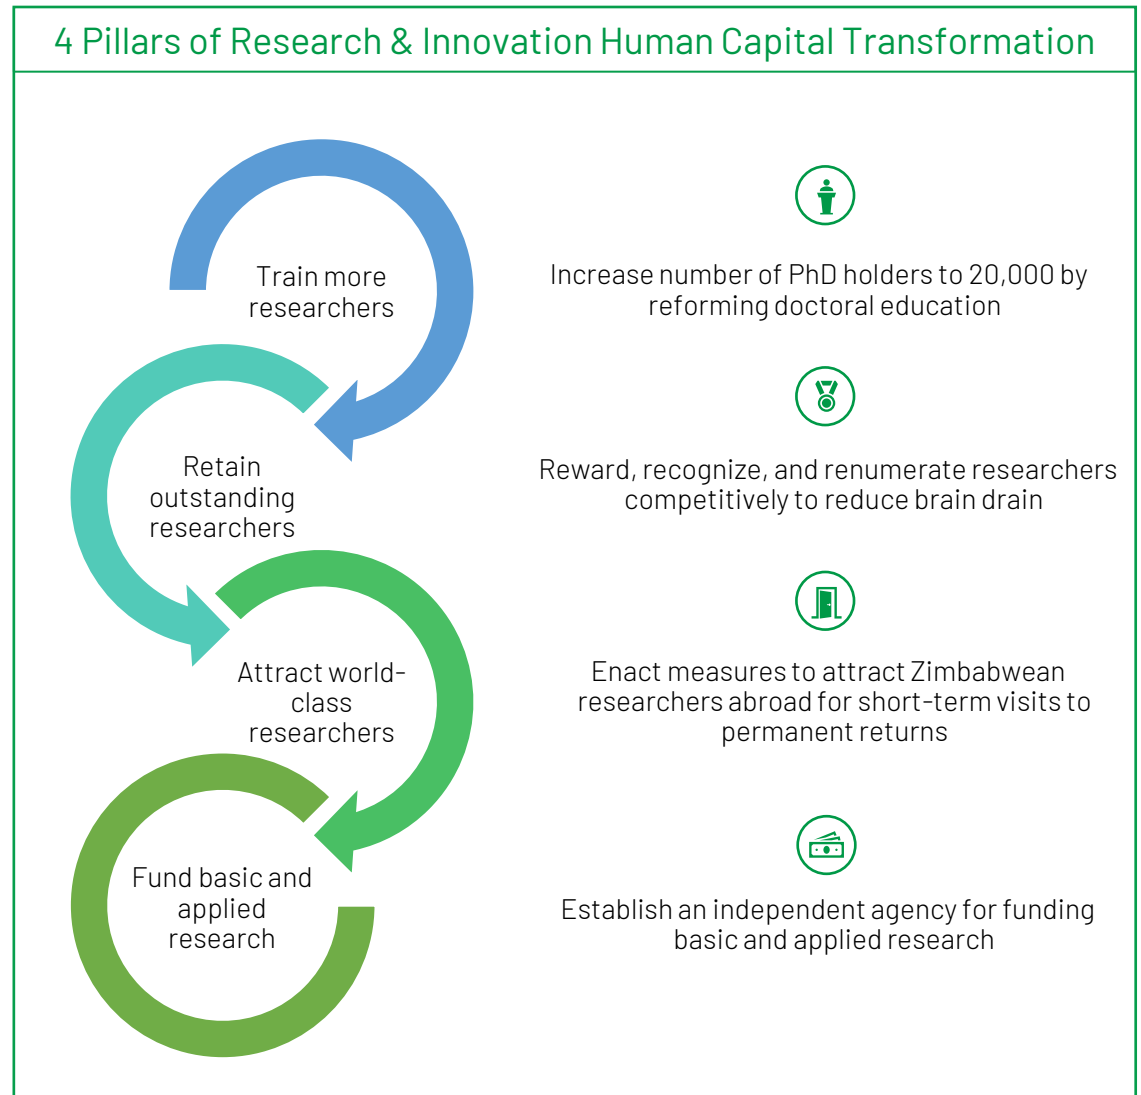 4 Pillars of Research & Innovation Human Capital Transformation
Train more
researchers
Increase number of PhD holders to 20,000 by
reforming doctoral education
Retain
outstanding
researchers
Reward, recognize, and renumerate researchers
competitively to reduce brain drain
Attract world-
class
researchers
Enact measures to attract Zimbabwean
researchers abroad for short-term visits to
permanent returns
Fund basic and
applied
research
Establish an independent agency for funding
basic and applied research